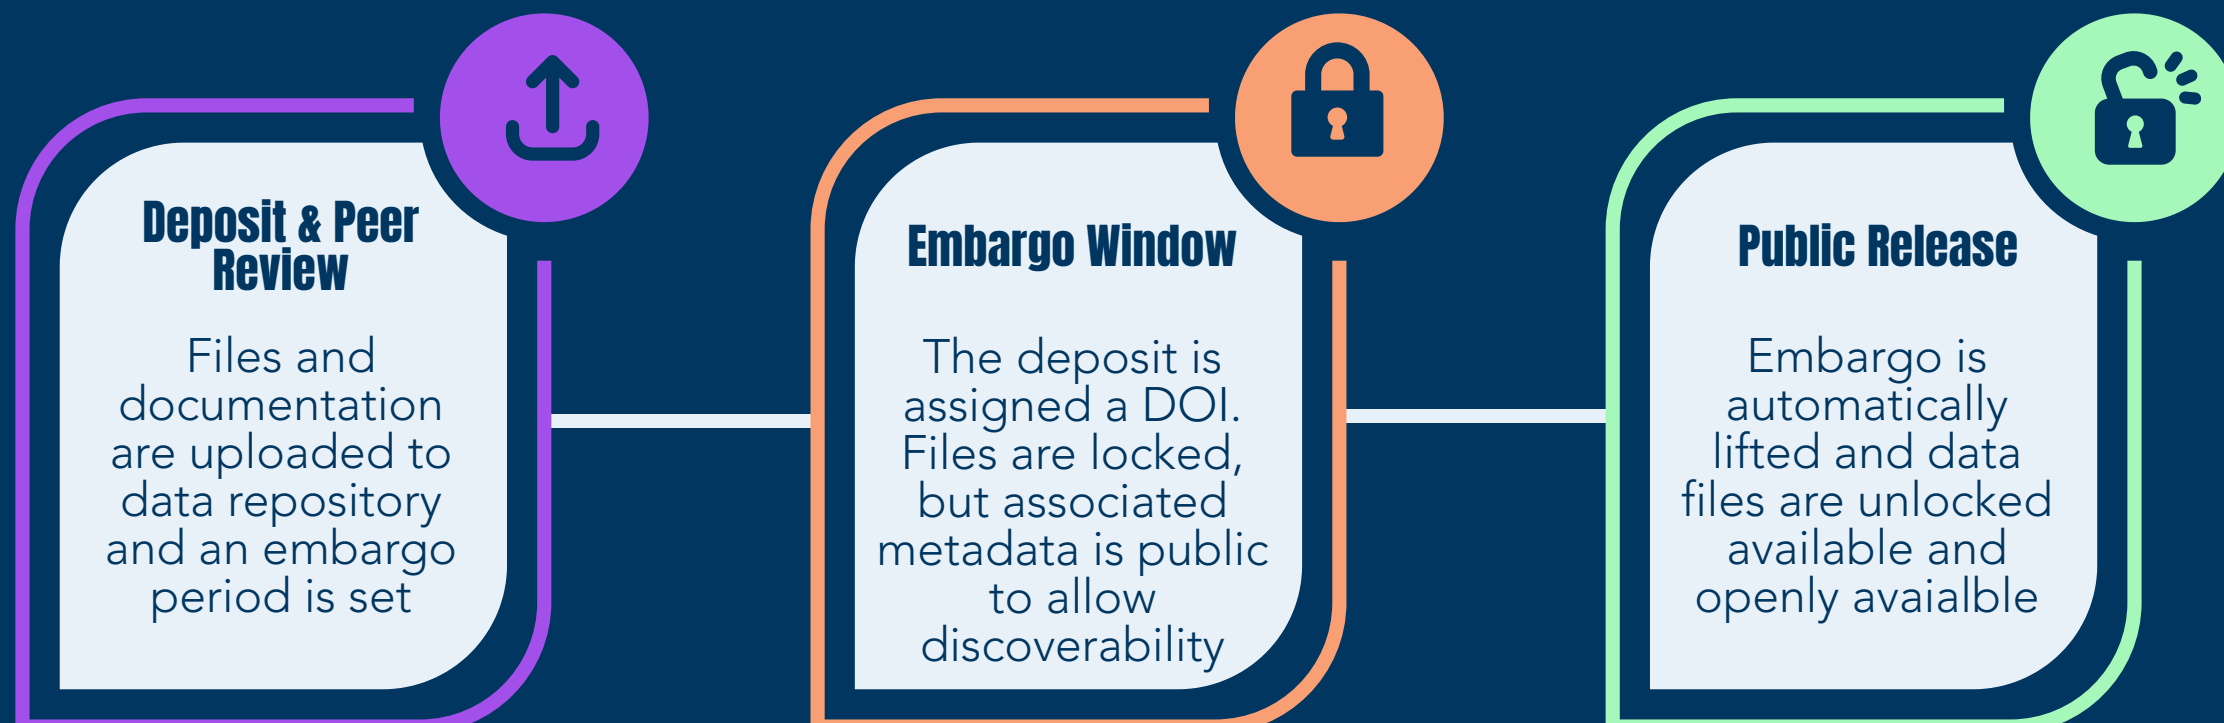 Deposit & Peer
Review
Files and
documentation
are uploaded to
data repository
and an embargo
period is set
Embargo Window
The deposit is
assigned a DOI.
Files are locked,
but associated
metadata is public
to allow
discoverability
Public Release
Embargo is
automatically
lifted and data
files are unlocked
available and
openly avaialble